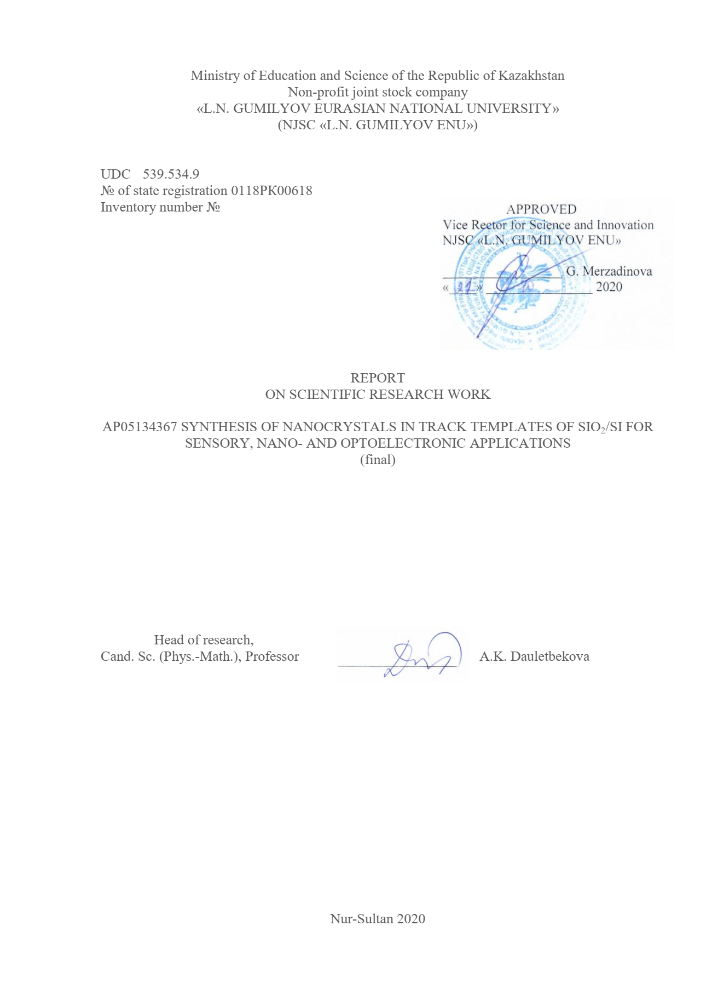 Ministry of Education and Science of the Republic of Kazakhstan
Non-profit joint stock company
«L.N. GUMILYOV EURASIAN NATIONAL UNIVERSITY»
(NJSC «L.N. GUMILYOV ENU»)
UDC 539.534.9
№ of state registration 0118РК00618
Inventory number №
APPROVED
Vice Rector for Science and Innovation
NJSC «L.N. GUMILYOV ENU»
G. Merzadinova
« » 2020
REPORT
ON SCIENTIFIC RESEARCH WORK
AP05134367 SYNTHESIS OF NANOCRYSTALS IN TRACK TEMPLATES OF SIO₂/SI FOR
SENSORY, NANO- AND OPTOELECTRONIC APPLICATIONS
(final)
Head of research,
Cand. Sc. (Phys.-Math.), Professor
A.K. Dauletbekova
Nur-Sultan 2020